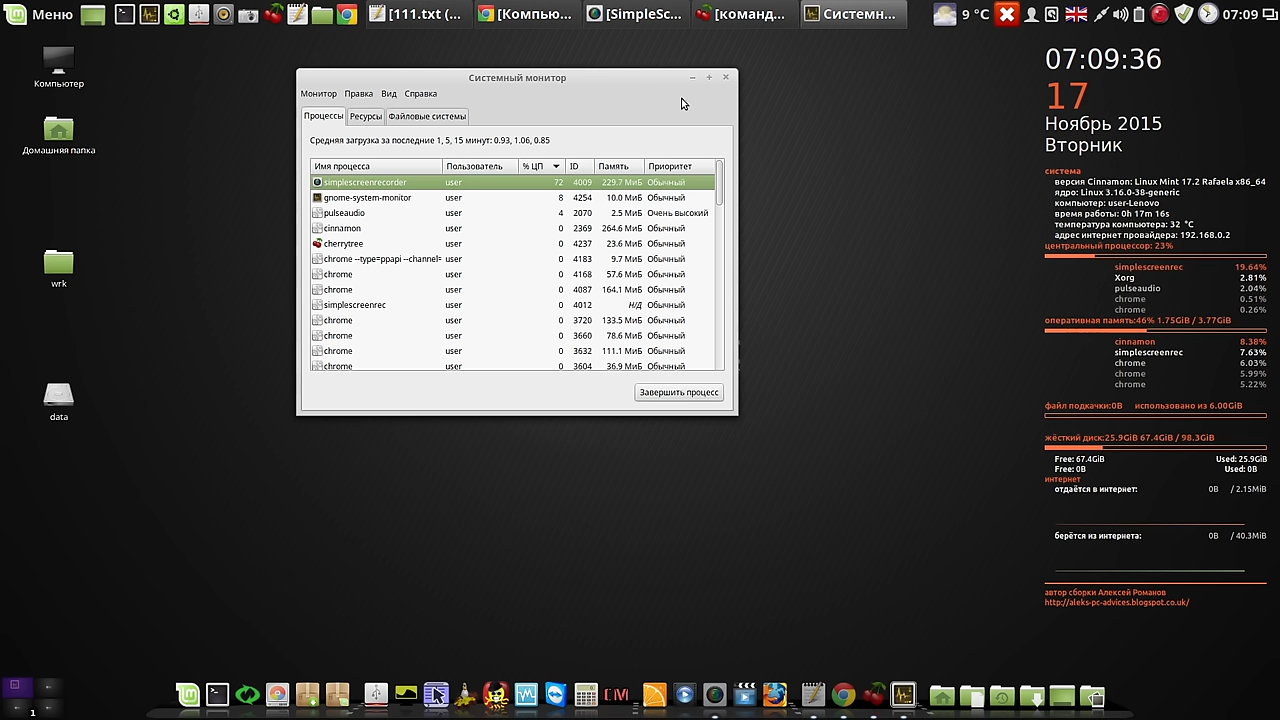 Меню
[111.txt (...
[Компью...
[SimpleSc...
[команд...
Системн...
9 °C
07:09
Компьютер
Домашняя папка
wrk
data
Системный монитор
Монитор Правка Вид Справка
Процессы Ресурсы Файловые системы
Средняя загрузка за последние 1, 5, 15 минут: 0.93, 1.06, 0.85
Имя процесса Пользователь % ЦП ID Память Приоритет
simplescreenrecorder user 72 4009 229.7 МиБ Обычный
gnome-system-monitor user 8 4254 10.0 МиБ Обычный
pulseaudio user 4 2070 2.5 МиБ Очень высокий
cinnamon user 0 2369 264.6 МиБ Обычный
cherrytree user 0 4237 23.6 МиБ Обычный
chrome --type=ppapi --channel= user 0 4183 9.7 МиБ Обычный
chrome user 0 4168 57.6 МиБ Обычный
chrome user 0 4087 164.1 МиБ Обычный
simplescreenrec user 0 4012 Н/Д Обычный
chrome user 0 3720 133.5 МиБ Обычный
chrome user 0 3660 78.6 МиБ Обычный
chrome user 0 3632 111.1 МиБ Обычный
chrome user 0 3604 36.9 МиБ Обычный
Завершить процесс
07:09:36
17
Ноябрь 2015
Вторник
система
версия Cinnamon: Linux Mint 17.2 Rafaela x86_64
ядро: Linux 3.16.0-38-generic
компьютер: user-Lenovo
время работы: 0h 17m 16s
температура компьютера: 32 °C
адрес интернет провайдера: 192.168.0.2
центральный процессор: 23%
simplescreenrec 19.64%
Xorg 2.81%
pulseaudio 2.04%
chrome 0.51%
chrome 0.26%
оперативная память:46% 1.75GiB / 3.77GiB
cinnamon 8.38%
simplescreenrec 7.63%
chrome 6.03%
chrome 5.99%
chrome 5.22%
файл подкачки:0B использовано из 6.00GiB
жёсткий диск:25.9GiB 67.4GiB / 98.3GiB
Free: 67.4GiB Used: 25.9GiB
Free: 0B Used: 0B
интернет
отдаётся в интернет: 0B / 2.15MiB
берётся из интернета: 0B / 40.3MiB
автор сборки Алексей Романов
http://aleks-pc-advices.blogspot.co.uk/
1